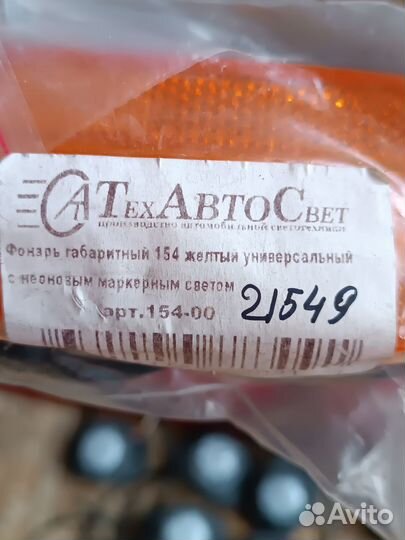 ТехАвтоСвет
производство автомобильной светотехники
Фонарь габаритный 154 желтый универсальный
с неоновым маркерным светом
арт.154-00
21549
Avito